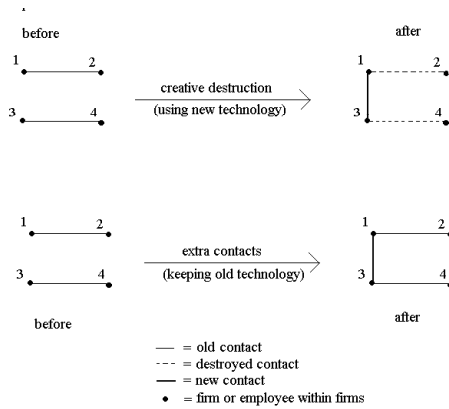 before
after
1 2
1 2
creative destruction
(using new technology)
3 4
3 4
1 2
1 2
extra contacts
(keeping old technology)
3 4
3 4
before
after
= old contact
= destroyed contact
= new contact
= firm or employee within firms